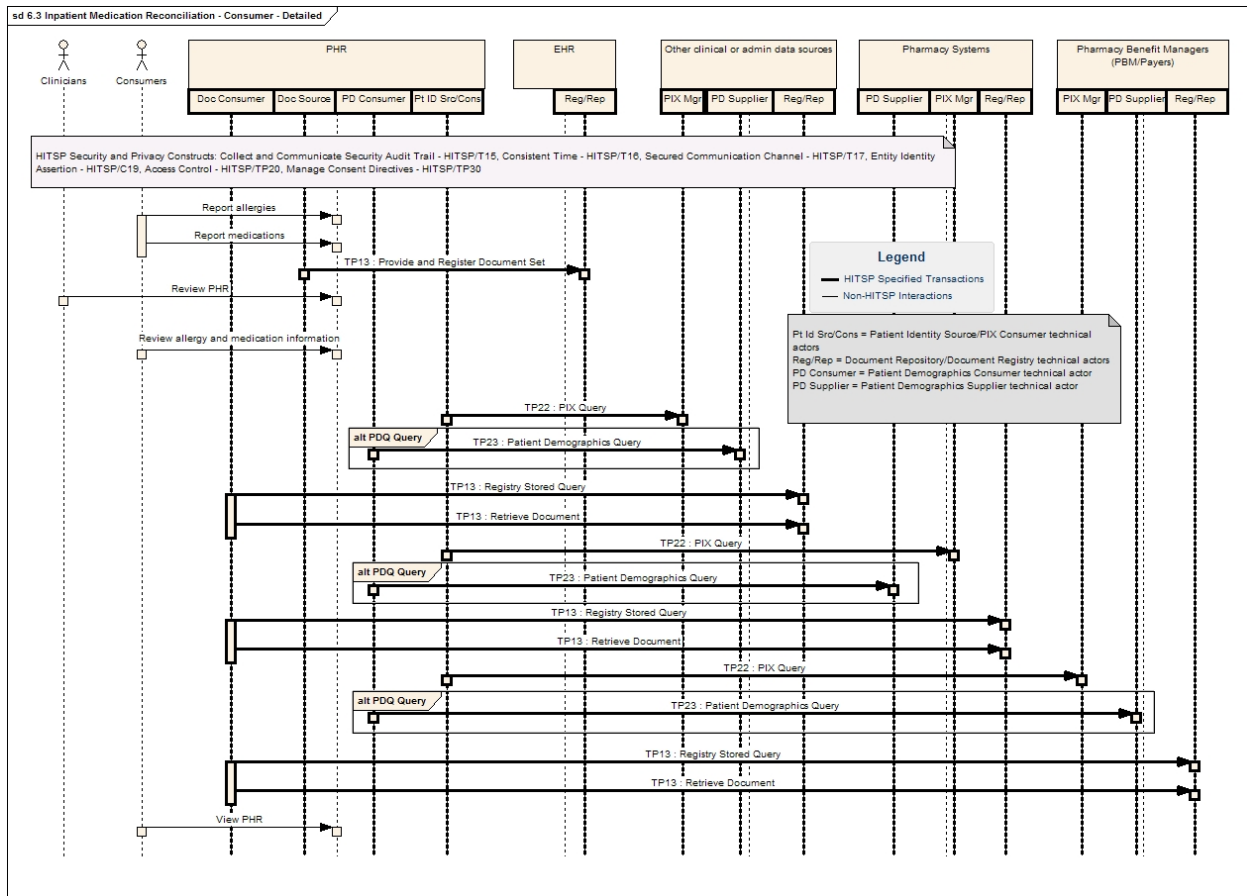 sd 6.3 Inpatient Medication Reconciliation - Consumer - Detailed
Clinicians
Consumers
PHR
Doc Consumer
Doc Source
PD Consumer
Pt ID Src/Cons
EHR
Reg/Rep
Other clinical or admin data sources
PIX Mgr
PD Supplier
Reg/Rep
Pharmacy Systems
PD Supplier
PIX Mgr
Reg/Rep
Pharmacy Benefit Managers
(PBM/Payers)
PIX Mgr
PD Supplier
Reg/Rep
HITSP Security and Privacy Constructs: Collect and Communicate Security Audit Trail - HITSP/T15, Consistent Time - HITSP/T16, Secured Communication Channel - HITSP/T17, Entity Identity
Assertion - HITSP/C19, Access Control - HITSP/TP20, Manage Consent Directives - HITSP/TP30
Report allergies
Report medications
TP13 : Provide and Register Document Set
Review PHR
Legend
HITSP Specified Transactions
Non-HITSP Interactions
Pt Id Src/Cons = Patient Identity Source/PIX Consumer technical
actors
Reg/Rep = Document Repository/Document Registry technical actors
PD Consumer = Patient Demographics Consumer technical actor
PD Supplier = Patient Demographics Supplier technical actor
Review allergy and medication information
TP22 : PIX Query
alt PDQ Query
TP23 : Patient Demographics Query
TP13 : Registry Stored Query
TP13 : Retrieve Document
TP22 : PIX Query
alt PDQ Query
TP23 : Patient Demographics Query
TP13 : Registry Stored Query
TP13 : Retrieve Document
TP22 : PIX Query
alt PDQ Query
TP23 : Patient Demographics Query
TP13 : Registry Stored Query
TP13 : Retrieve Document
View PHR